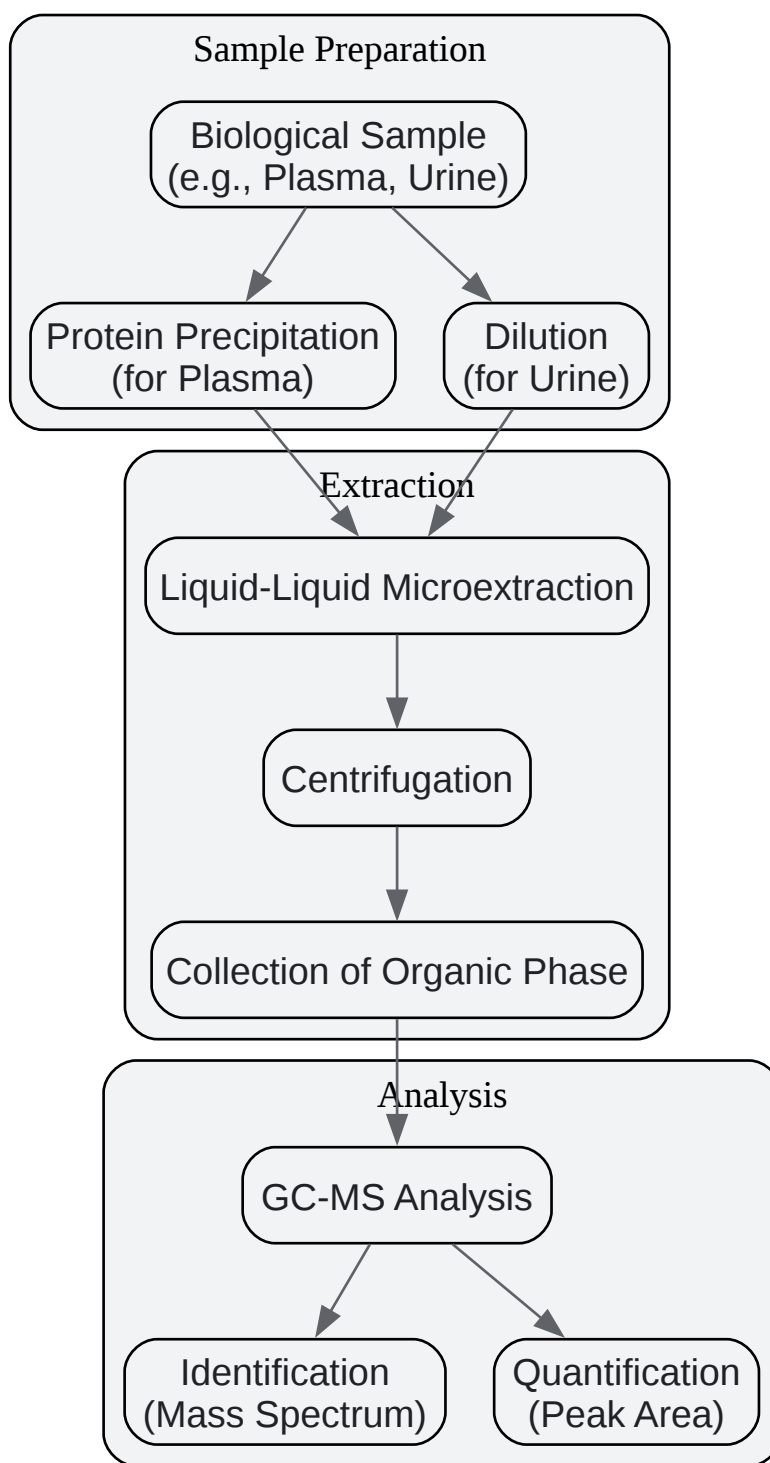 Sample Preparation
Biological Sample
(e.g., Plasma, Urine)
Protein Precipitation
(for Plasma)
Dilution
(for Urine)
Extraction
Liquid-Liquid Microextraction
Centrifugation
Collection of Organic Phase
Analysis
GC-MS Analysis
Identification
(Mass Spectrum)
Quantification
(Peak Area)